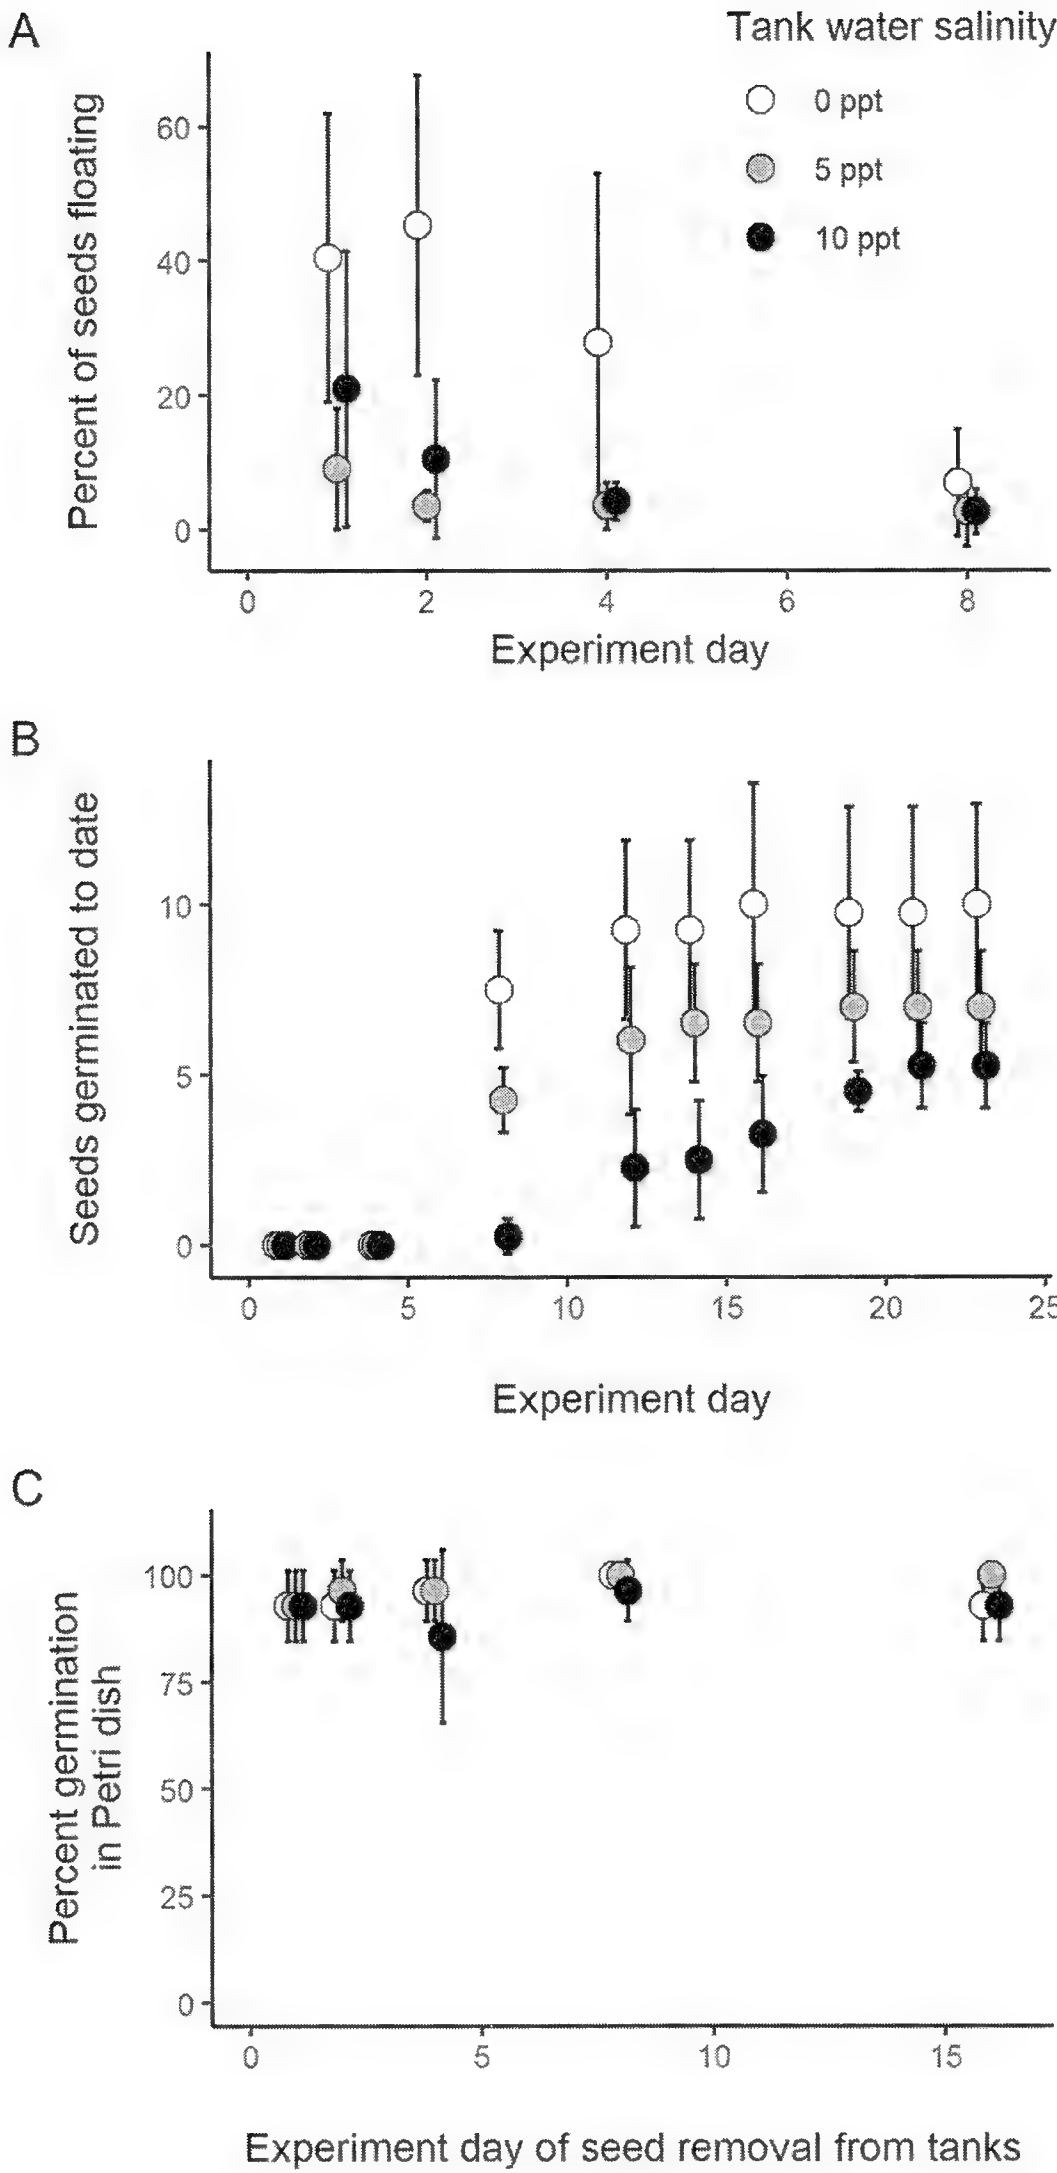 A
Tank water salinity
0 ppt
5 ppt
10 ppt
Percent of seeds floating
60
40
20
0
0 2 4 6 8
Experiment day
B
Seeds germinated to date
10
5
0
0 5 10 15 20 25
Experiment day
C
Percent germination
in Petri dish
100
75
50
25
0
0 5 10 15
Experiment day of seed removal from tanks